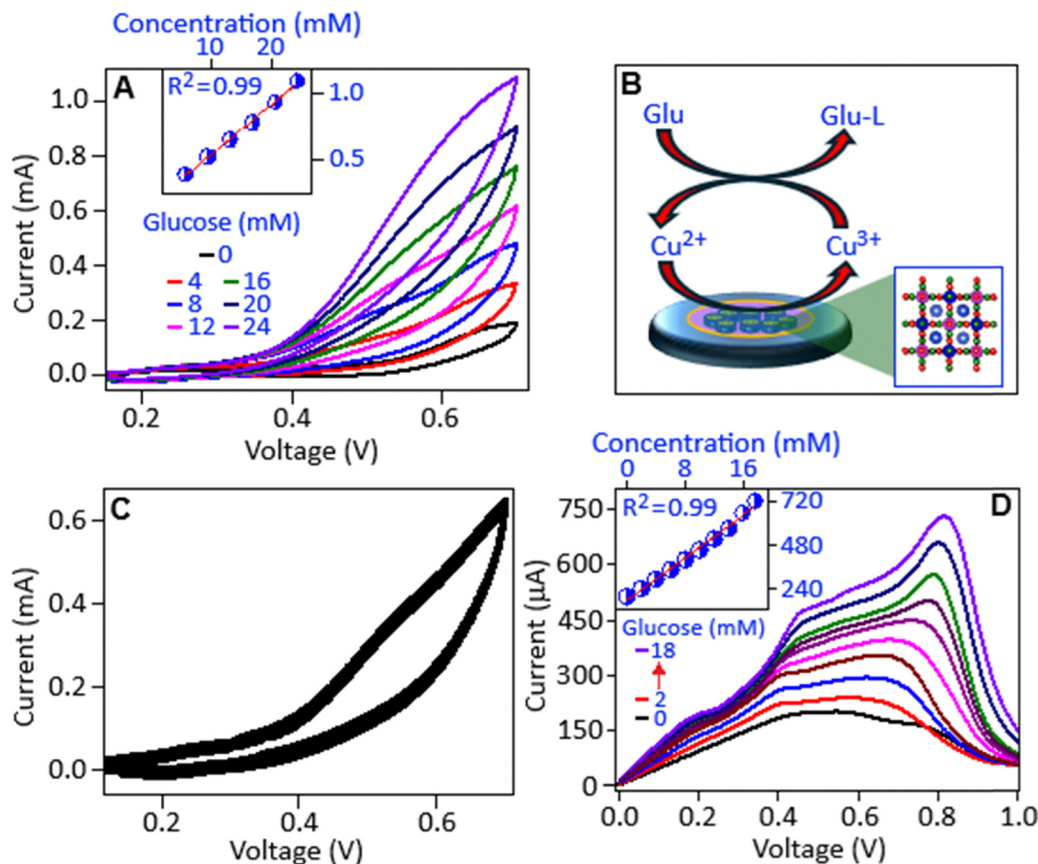 Concentration (mM)
10 20
A
R²=0.99
1.0
0.5
1.0
0.8
0.6
0.4
0.2
0.0
Current (mA)
Glucose (mM)
0
4 16
8 20
12 24
0.2 0.4 0.6
Voltage (V)
B
Glu Glu-L
Cu2+ Cu3+
C
0.6
0.4
0.2
0.0
Current (mA)
0.2 0.4 0.6
Voltage (V)
Concentration (mM)
0 8 16
D
R²=0.99
720
480
240
750
600
450
300
150
0
Current (µA)
Glucose (mM)
18
2
0
0.0 0.2 0.4 0.6 0.8 1.0
Voltage (V)